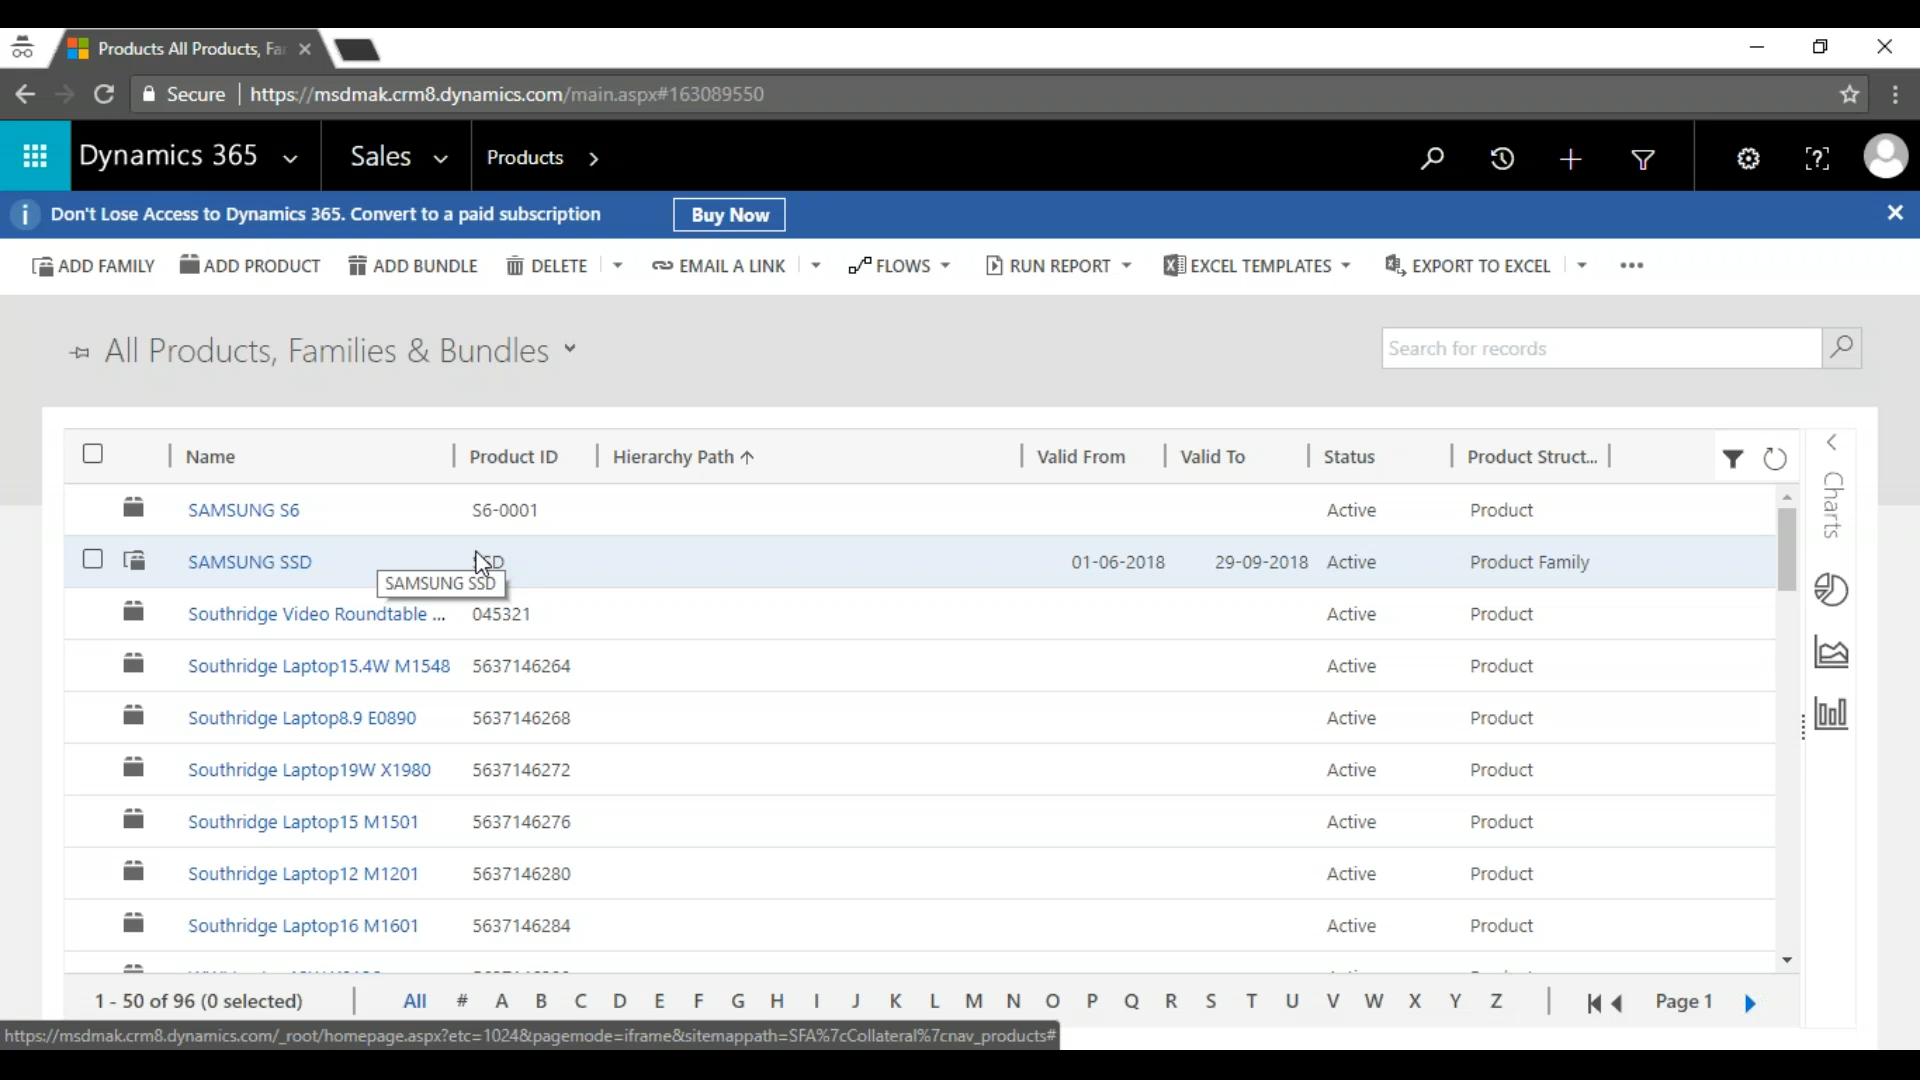 Products All Products, Fa
Secure
https://msdmak.crm8.dynamics.com/main.aspx#163089550
Dynamics 365
Sales
Products
Don't Lose Access to Dynamics 365. Convert to a paid subscription
Buy Now
ADD FAMILY
ADD PRODUCT
ADD BUNDLE
DELETE
EMAIL A LINK
FLOWS
RUN REPORT
EXCEL TEMPLATES
EXPORT TO EXCEL
All Products, Families & Bundles
Search for records
Name Product ID Hierarchy Path Valid From Valid To Status Product Struct...
SAMSUNG S6 S6-0001 Active Product
SAMSUNG SSD 01-06-2018 29-09-2018 Active Product Family
SAMSUNG SSD
Southridge Video Roundtable ... 045321 Active Product
Southridge Laptop15.4W M1548 5637146264 Active Product
Southridge Laptop8.9 E0890 5637146268 Active Product
Southridge Laptop19W X1980 5637146272 Active Product
Southridge Laptop15 M1501 5637146276 Active Product
Southridge Laptop12 M1201 5637146280 Active Product
Southridge Laptop16 M1601 5637146284 Active Product
Charts
1 - 50 of 96 (0 selected) All # A B C D E F G H I J K L M N O P Q R S T U V W X Y Z Page 1
https://msdmak.crm8.dynamics.com/_root/homepage.aspx?etc=1024&pagemode=iframe&sitemappath=SFA%7cCollateral%7cnav_products#